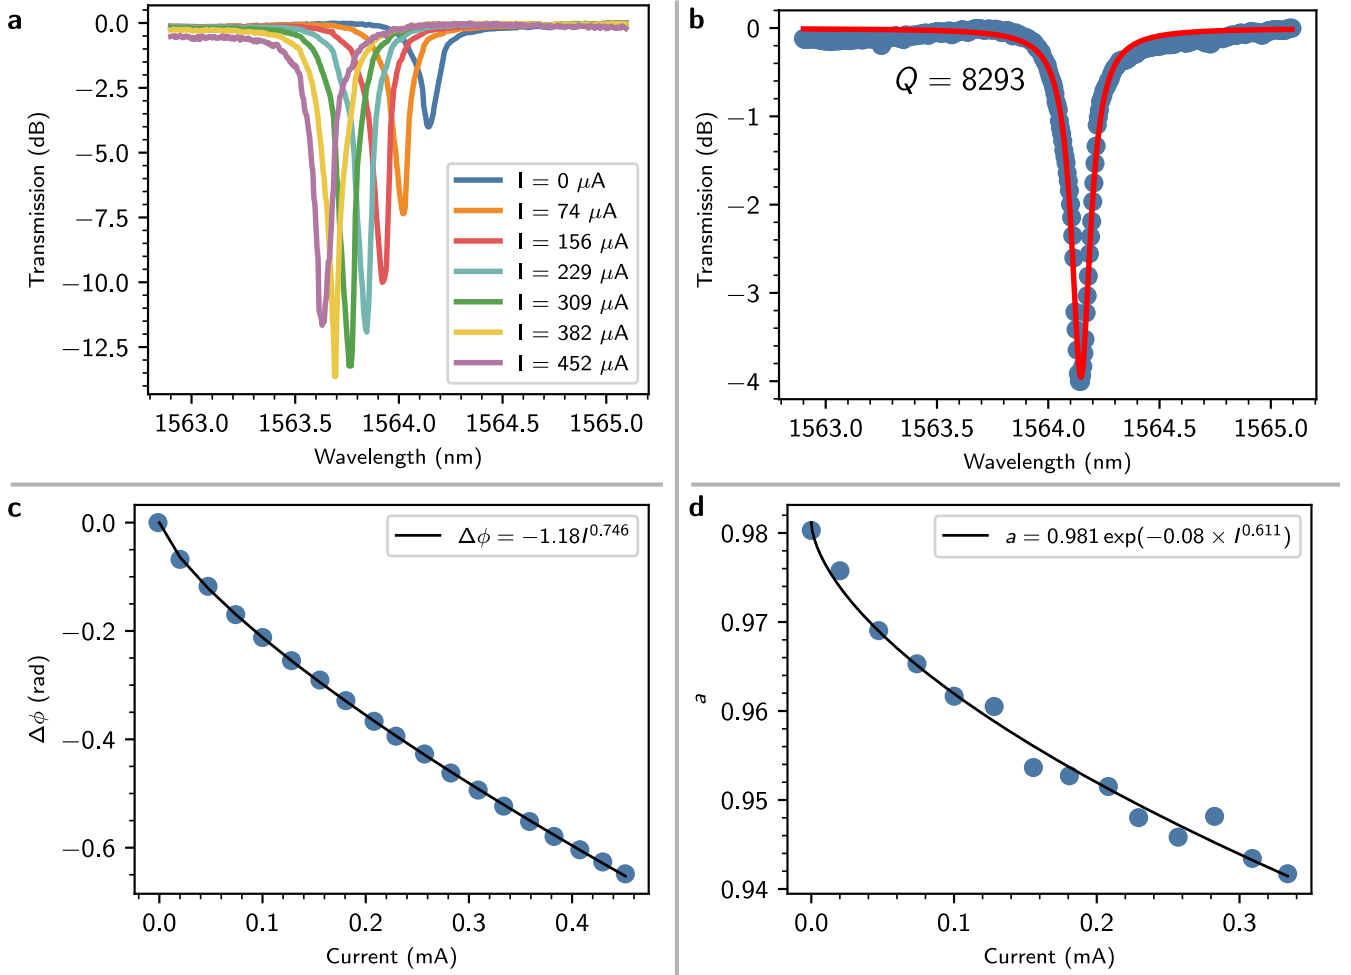 a
0.0
−2.5
−5.0
−7.5
−10.0
−12.5
Transmission (dB)
I = 0 μA
I = 74 μA
I = 156 μA
I = 229 μA
I = 309 μA
I = 382 μA
I = 452 μA
1563.0 1563.5 1564.0 1564.5 1565.0
Wavelength (nm)
b
0
−1
−2
−3
−4
Transmission (dB)
Q = 8293
1563.0 1563.5 1564.0 1564.5 1565.0
Wavelength (nm)
c
0.0
−0.2
−0.4
−0.6
Δϕ (rad)
Δϕ = −1.18I^0.746
0.0 0.1 0.2 0.3 0.4
Current (mA)
d
0.98
0.97
0.96
0.95
0.94
a
a = 0.981 exp(−0.08 × I^0.611)
0.0 0.1 0.2 0.3
Current (mA)